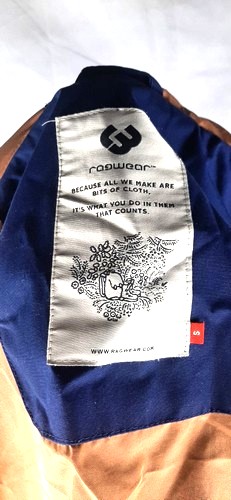 ragwear™
BECAUSE ALL WE MAKE ARE
BITS OF CLOTH,
IT'S WHAT YOU DO IN THEM
THAT COUNTS.
WWW.RAGWEAR.COM
S